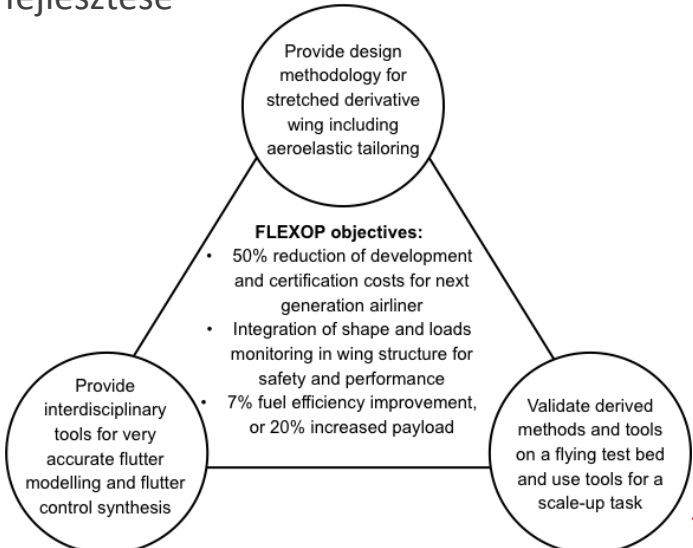 fejlesztése
Provide design
methodology for
stretched derivative
wing including
aeroelastic tailoring
FLEXOP objectives:
• 50% reduction of development
and certification costs for next
generation airliner
• Integration of shape and loads
monitoring in wing structure for
safety and performance
• 7% fuel efficiency improvement,
or 20% increased payload
Provide
interdisciplinary
tools for very
accurate flutter
modelling and flutter
control synthesis
Validate derived
methods and tools
on a flying test bed
and use tools for a
scale-up task